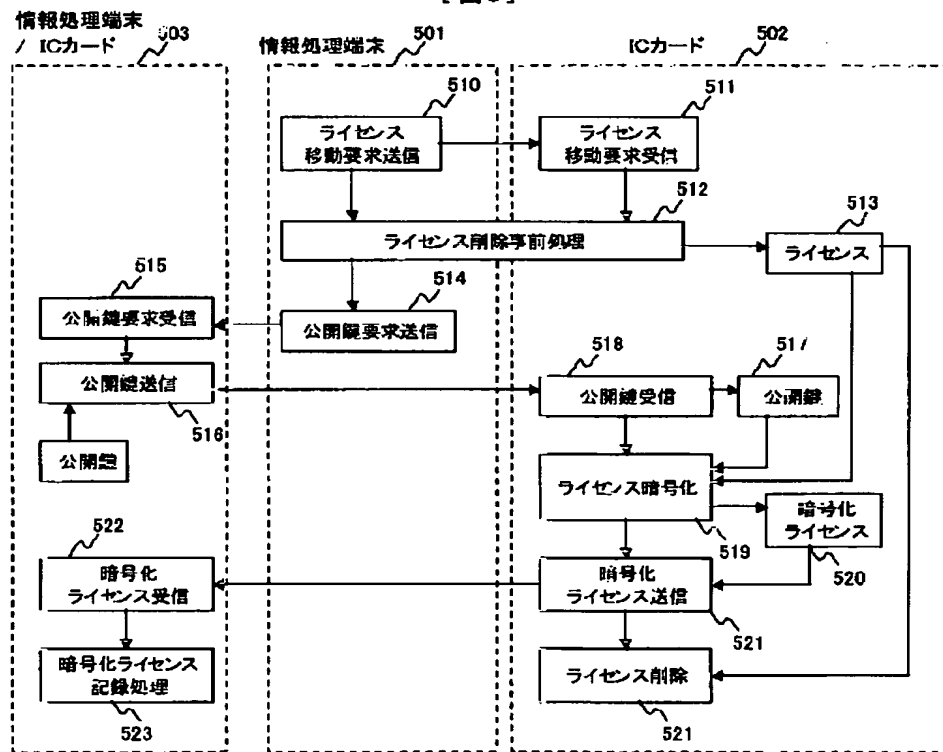 情報処理端末
/ ICカード
503
情報処理端末
501
ICカード
502
510
ライセンス
移動要求送信
511
ライセンス
移動要求受信
512
ライセンス削除事前処理
513
ライセンス
515
公開鍵要求受信
514
公開鍵要求送信
公開鍵送信
516
公開鍵
518
公開鍵受信
517
公開鍵
ライセンス暗号化
519
暗号化
ライセンス
520
522
暗号化
ライセンス受信
暗号化
ライセンス送信
521
暗号化ライセンス
記録処理
523
ライセンス削除
521